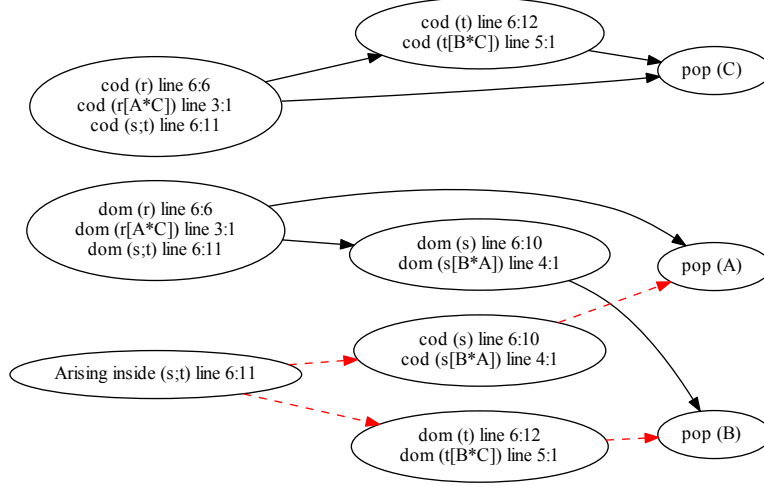 cod (t) line 6:12
cod (t[B*C]) line 5:1
pop (C)
cod (r) line 6:6
cod (r[A*C]) line 3:1
cod (s;t) line 6:11
dom (r) line 6:6
dom (r[A*C]) line 3:1
dom (s;t) line 6:11
dom (s) line 6:10
dom (s[B*A]) line 4:1
pop (A)
cod (s) line 6:10
cod (s[B*A]) line 4:1
Arising inside (s;t) line 6:11
dom (t) line 6:12
dom (t[B*C]) line 5:1
pop (B)